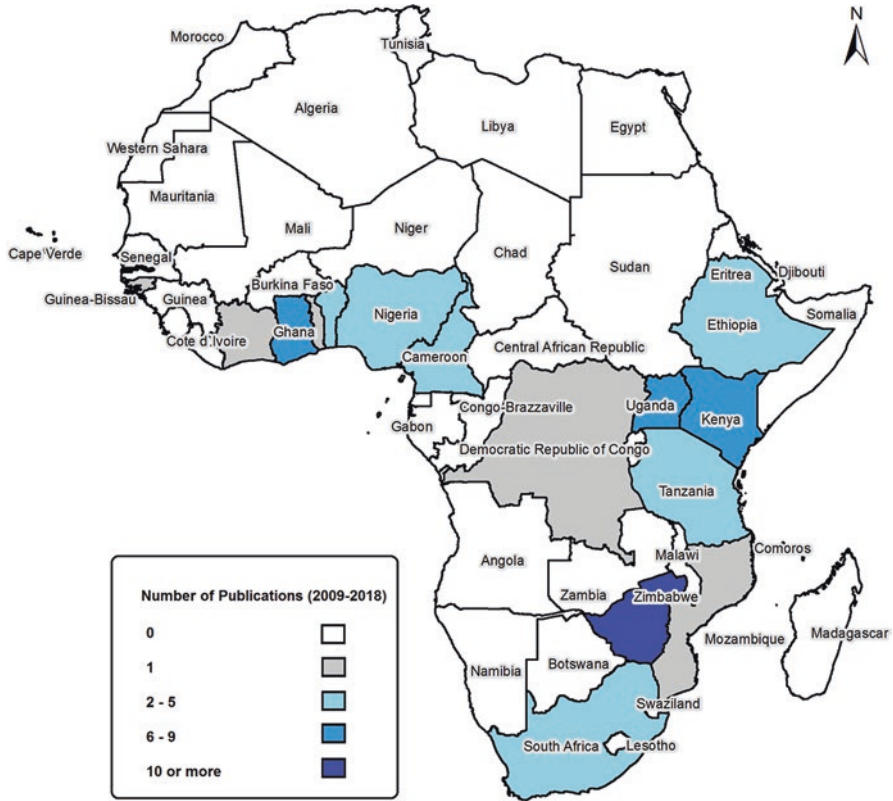 N
Morocco
Tunisia
Algeria
Libya
Egypt
Western Sahara
Mauritania
Mali
Niger
Chad
Sudan
Cape Verde
Senegal
Eritrea
Djibouti
Guinea-Bissau
Guinea
Burkina Faso
Nigeria
Ethiopia
Somalia
Cote d'Ivoire
Ghana
Cameroon
Central African Republic
Congo-Brazzaville
Uganda
Kenya
Gabon
Democratic Republic of Congo
Tanzania
Angola
Malawi
Comoros
Zambia
Zimbabwe
Mozambique
Madagascar
Namibia
Botswana
Swaziland
South Africa
Lesotho
Number of Publications (2009-2018)
0
1
2 - 5
6 - 9
10 or more